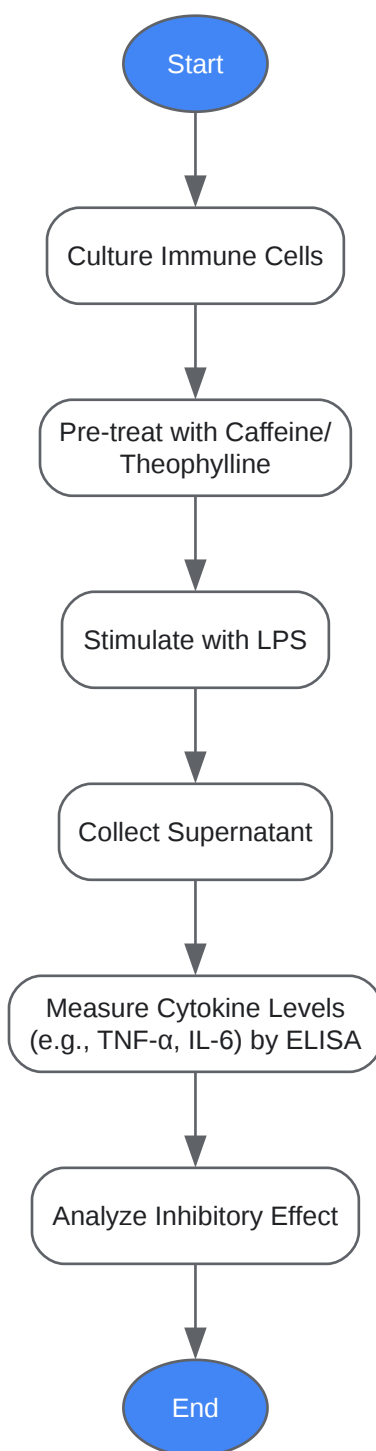 Start
Culture Immune Cells
Pre-treat with Caffeine/
Theophylline
Stimulate with LPS
Collect Supernatant
Measure Cytokine Levels
(e.g., TNF-α, IL-6) by ELISA
Analyze Inhibitory Effect
End